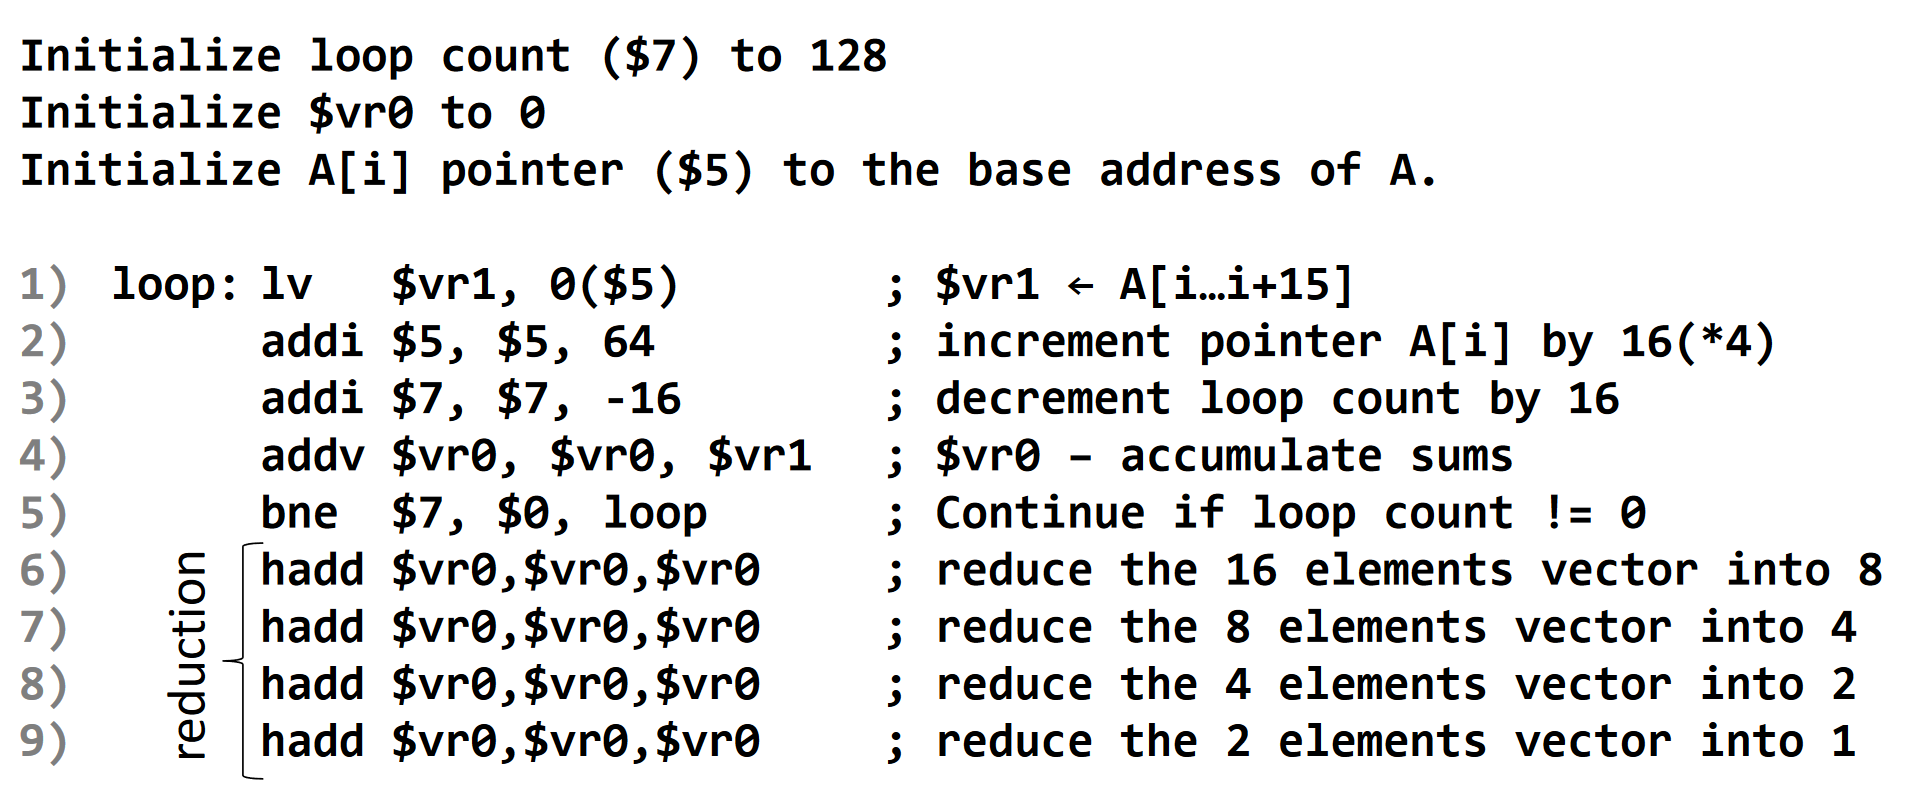 Initialize loop count ($7) to 128
Initialize $vr0 to 0
Initialize A[i] pointer ($5) to the base address of A.
1) loop: lv $vr1, 0($5) ; $vr1 ← A[i…i+15]
2) addi $5, $5, 64 ; increment pointer A[i] by 16(*4)
3) addi $7, $7, -16 ; decrement loop count by 16
4) addv $vr0, $vr0, $vr1 ; $vr0 – accumulate sums
5) bne $7, $0, loop ; Continue if loop count != 0
6) hadd $vr0,$vr0,$vr0 ; reduce the 16 elements vector into 8
7) hadd $vr0,$vr0,$vr0 ; reduce the 8 elements vector into 4
8) hadd $vr0,$vr0,$vr0 ; reduce the 4 elements vector into 2
9) hadd $vr0,$vr0,$vr0 ; reduce the 2 elements vector into 1
reduction